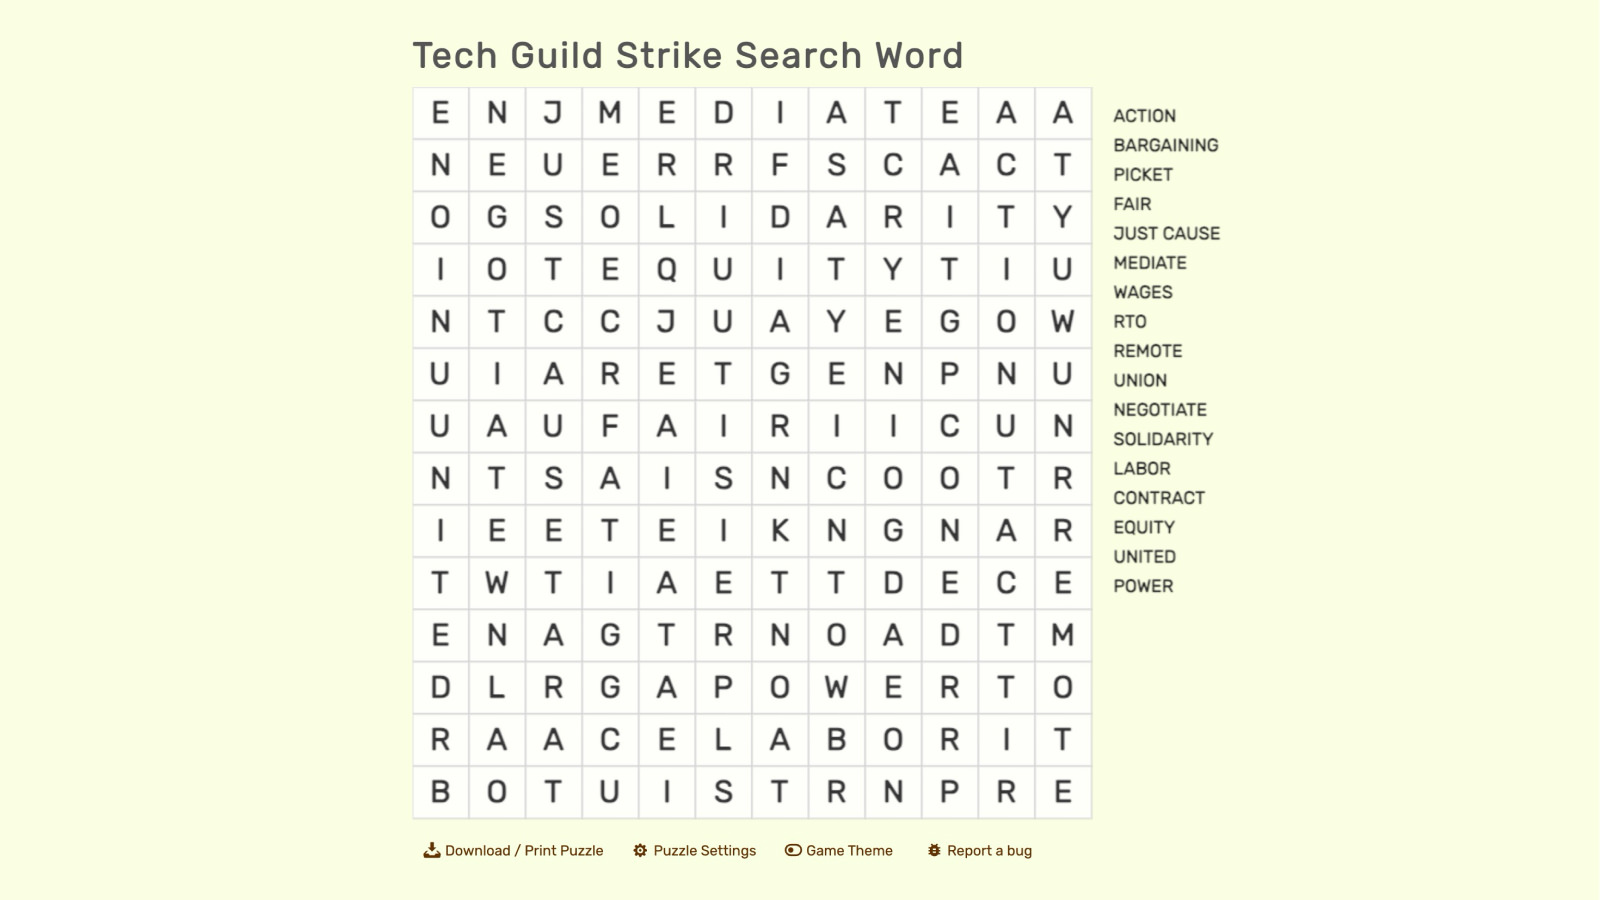 Tech Guild Strike Search Word
E N J M E D I A T E A A
N E U E R R F S C A C T
O G S O L I D A R I T Y
I O T E Q U I T Y T I U
N T C C J U A Y E G O W
U I A R E T G E N P N U
U A U F A I R I I C U N
N T S A I S N C O O T R
I E E T E I K N G N A R
T W T I A E T T D E C E
E N A G T R N O A D T M
D L R G A P O W E R T O
R A A C E L A B O R I T
B O T U I S T R N P R E
ACTION
BARGAINING
PICKET
FAIR
JUST CAUSE
MEDIATE
WAGES
RTO
REMOTE
UNION
NEGOTIATE
SOLIDARITY
LABOR
CONTRACT
EQUITY
UNITED
POWER
Download / Print Puzzle
Puzzle Settings
Game Theme
Report a bug